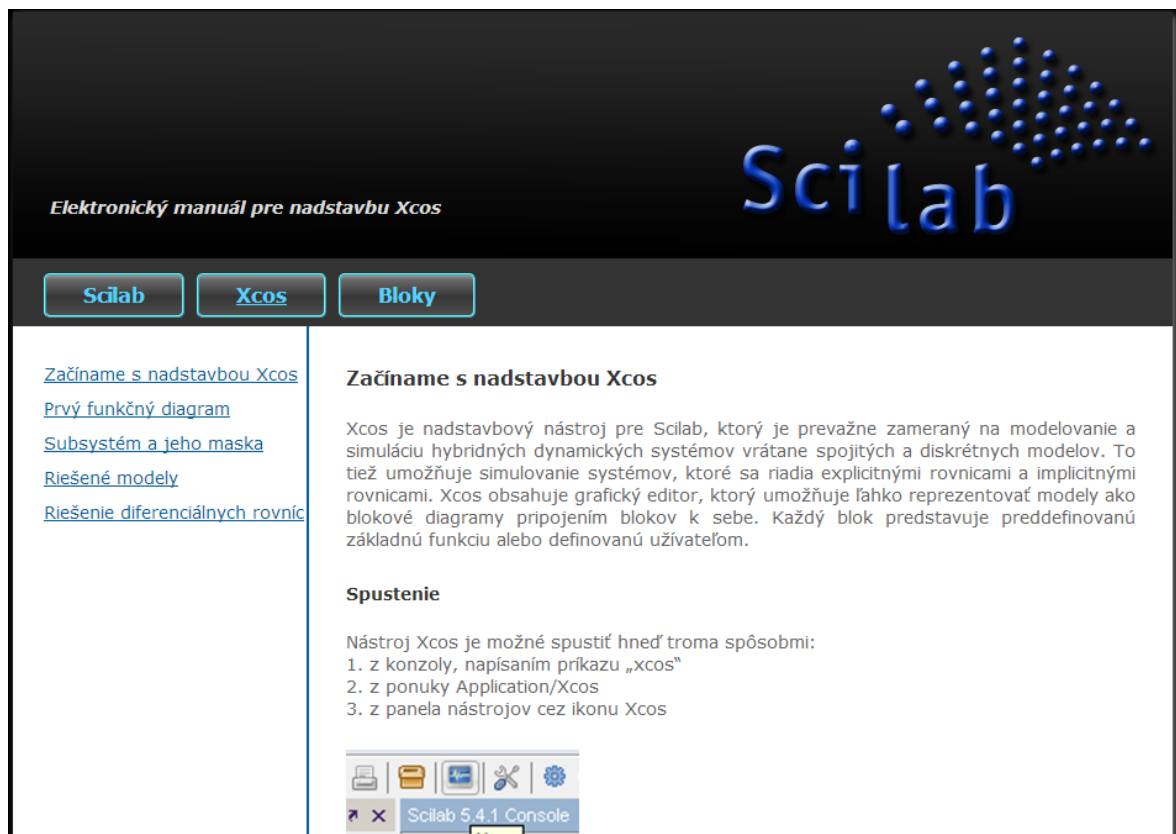 Scilab
Elektronický manuál pre nadstavbu Xcos
Scilab
Xcos
Bloky
Začíname s nadstavbou Xcos
Prvý funkčný diagram
Subsystém a jeho maska
Riešené modely
Riešenie diferenciálnych rovníc
Začíname s nadstavbou Xcos
Xcos je nadstavbový nástroj pre Scilab, ktorý je prevažne zameraný na modelovanie a
simuláciu hybridných dynamických systémov vrátane spojitých a diskrétnych modelov. To
tiež umožňuje simulovanie systémov, ktoré sa riadia explicitnými rovnicami a implicitnými
rovnicami. Xcos obsahuje grafický editor, ktorý umožňuje ľahko reprezentovať modely ako
blokové diagramy pripojením blokov k sebe. Každý blok predstavuje preddefinovanú
základnú funkciu alebo definovanú užívateľom.
Spustenie
Nástroj Xcos je možné spustiť hneď troma spôsobmi:
1. z konzoly, napísaním príkazu „xcos“
2. z ponuky Application/Xcos
3. z panela nástrojov cez ikonu Xcos
Scilab 5.4.1 Console